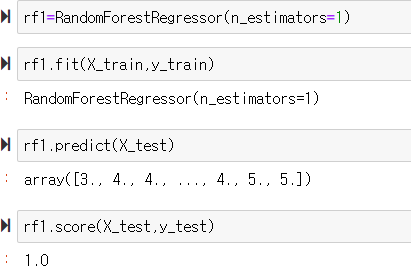 rf1=RandomForestRegressor(n_estimators=1)
rf1.fit(X_train,y_train)
: RandomForestRegressor(n_estimators=1)
rf1.predict(X_test)
: array([3., 4., 4., ..., 4., 5., 5.])
rf1.score(X_test,y_test)
: 1.0